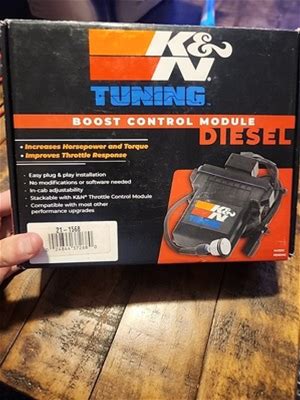 K&N
TUNING
BOOST CONTROL MODULE
DIESEL
• Increases Horsepower and Torque
• Improves Throttle Response
- Easy plug & play installation
- No modifications or software needed
- In-cab adjustability
- Stackable with K&N® Throttle Control Module
- Compatible with most other
performance upgrades
K&N
21-1568